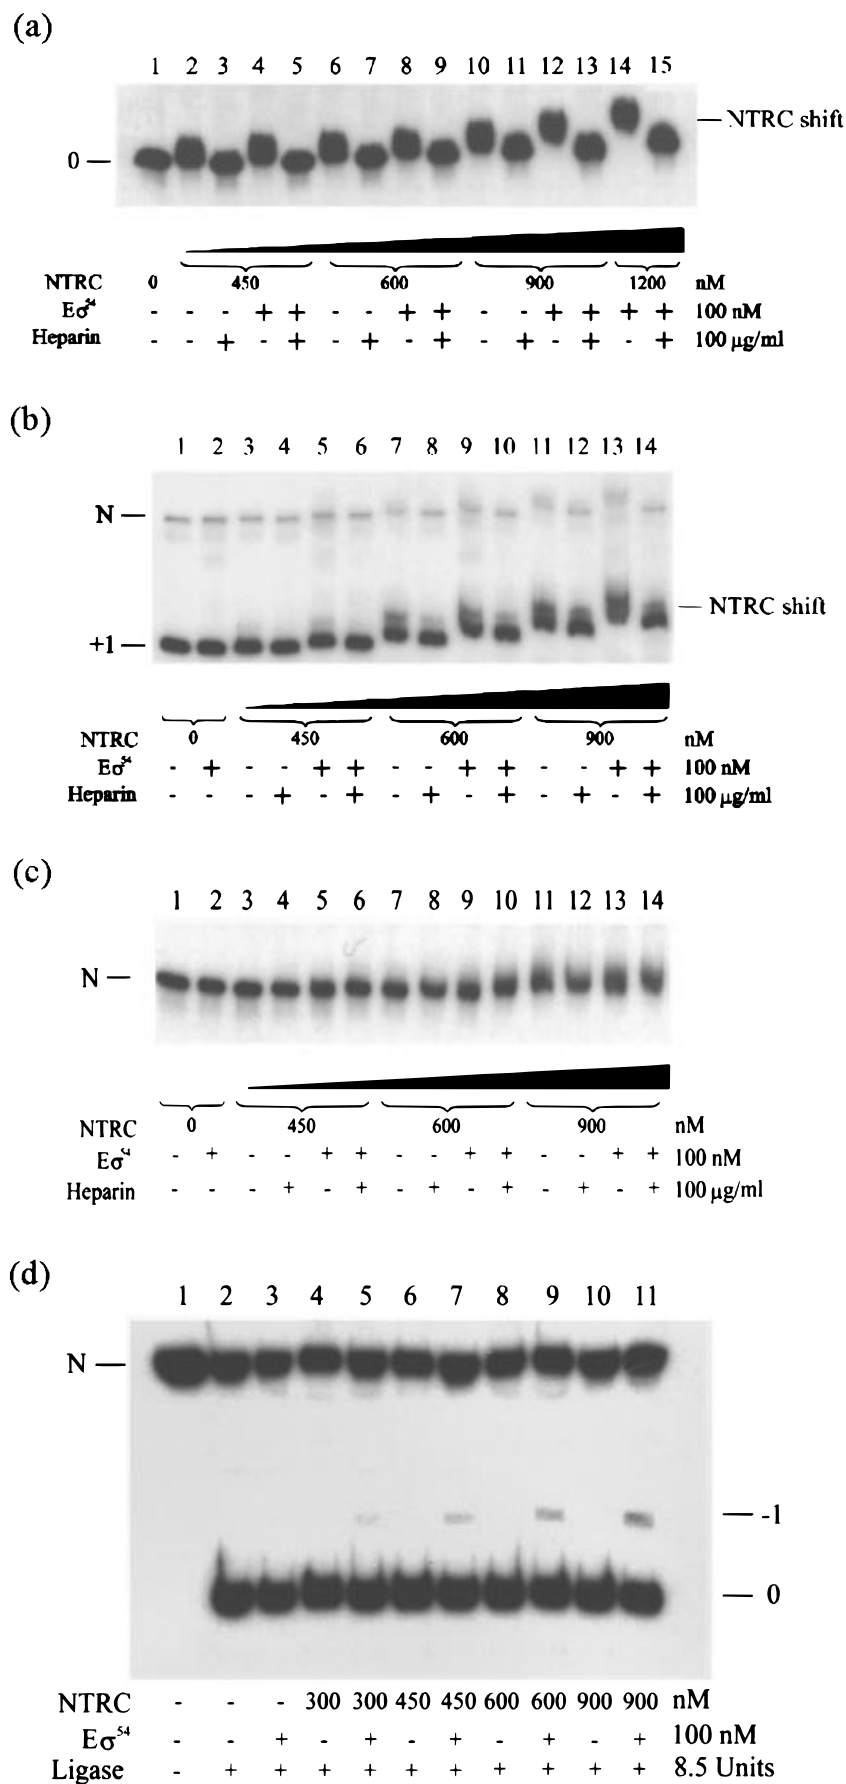 (a)
1 2 3 4 5 6 7 8 9 10 11 12 13 14 15
NTRC shift
0
NTRC 0 450 600 900 1200 nM
Eσ⁵⁴ - - - + + - - + + - - + + + + 100 nM
Heparin - - + - + - + - + - + - + - + 100 µg/ml
(b)
1 2 3 4 5 6 7 8 9 10 11 12 13 14
N
NTRC shift
+1
NTRC 0 450 600 900 nM
Eσ⁵⁴ - + - - + + - - + + - - + + 100 nM
Heparin - - - + - + - + - + - + - + 100 µg/ml
(c)
1 2 3 4 5 6 7 8 9 10 11 12 13 14
N
NTRC 0 450 600 900 nM
Eσ⁵⁴ - + - - + + - - + + - - + + 100 nM
Heparin - - - + - + - + - + - + - + 100 µg/ml
(d)
1 2 3 4 5 6 7 8 9 10 11
N
-1
0
NTRC - - - 300 300 450 450 600 600 900 900 nM
Eσ⁵⁴ - - + - + - + - + - + 100 nM
Ligase - + + + + + + + + + + 8.5 Units